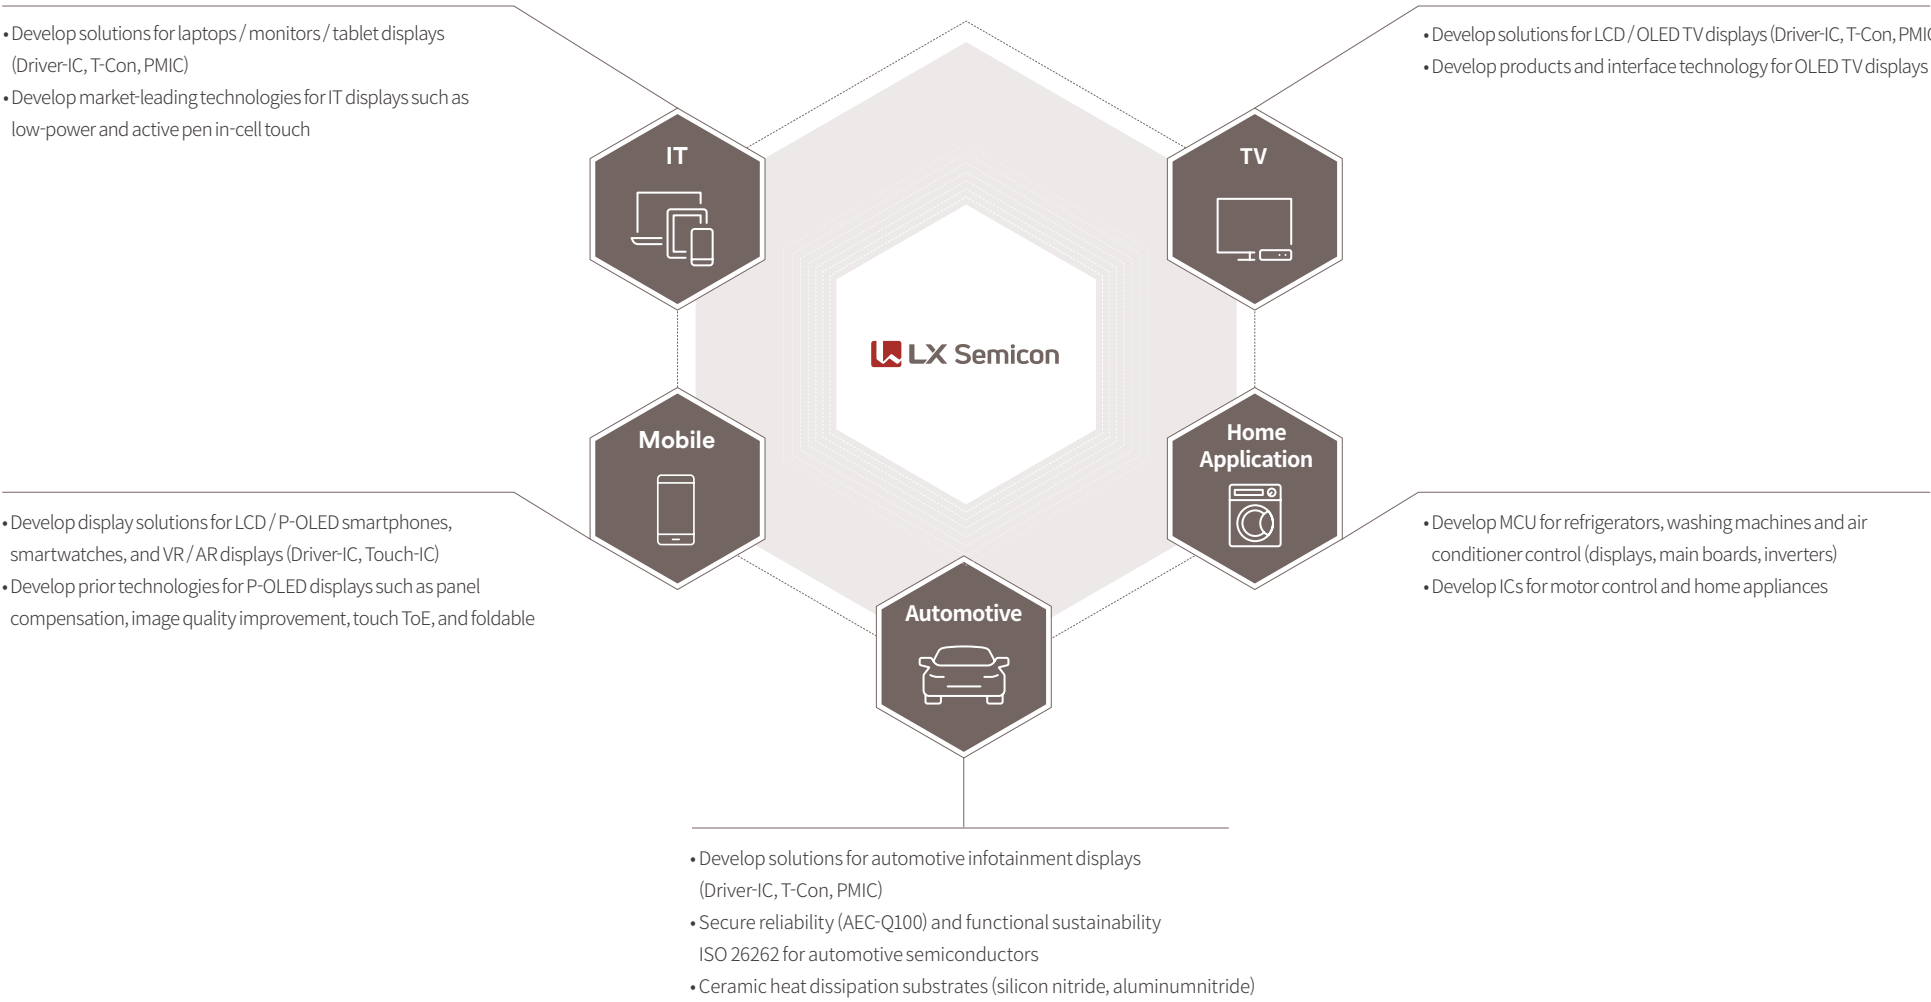 • Develop solutions for laptops / monitors / tablet displays
(Driver-IC, T-Con, PMIC)
• Develop market-leading technologies for IT displays such as
low-power and active pen in-cell touch
• Develop solutions for LCD / OLED TV displays (Driver-IC, T-Con, PMIC
• Develop products and interface technology for OLED TV displays
IT
TV
LX Semicon
Mobile
Home
Application
• Develop display solutions for LCD / P-OLED smartphones,
smartwatches, and VR / AR displays (Driver-IC, Touch-IC)
• Develop prior technologies for P-OLED displays such as panel
compensation, image quality improvement, touch ToE, and foldable
• Develop MCU for refrigerators, washing machines and air
conditioner control (displays, main boards, inverters)
• Develop ICs for motor control and home appliances
Automotive
• Develop solutions for automotive infotainment displays
(Driver-IC, T-Con, PMIC)
• Secure reliability (AEC-Q100) and functional sustainability
ISO 26262 for automotive semiconductors
• Ceramic heat dissipation substrates (silicon nitride, aluminumnitride)